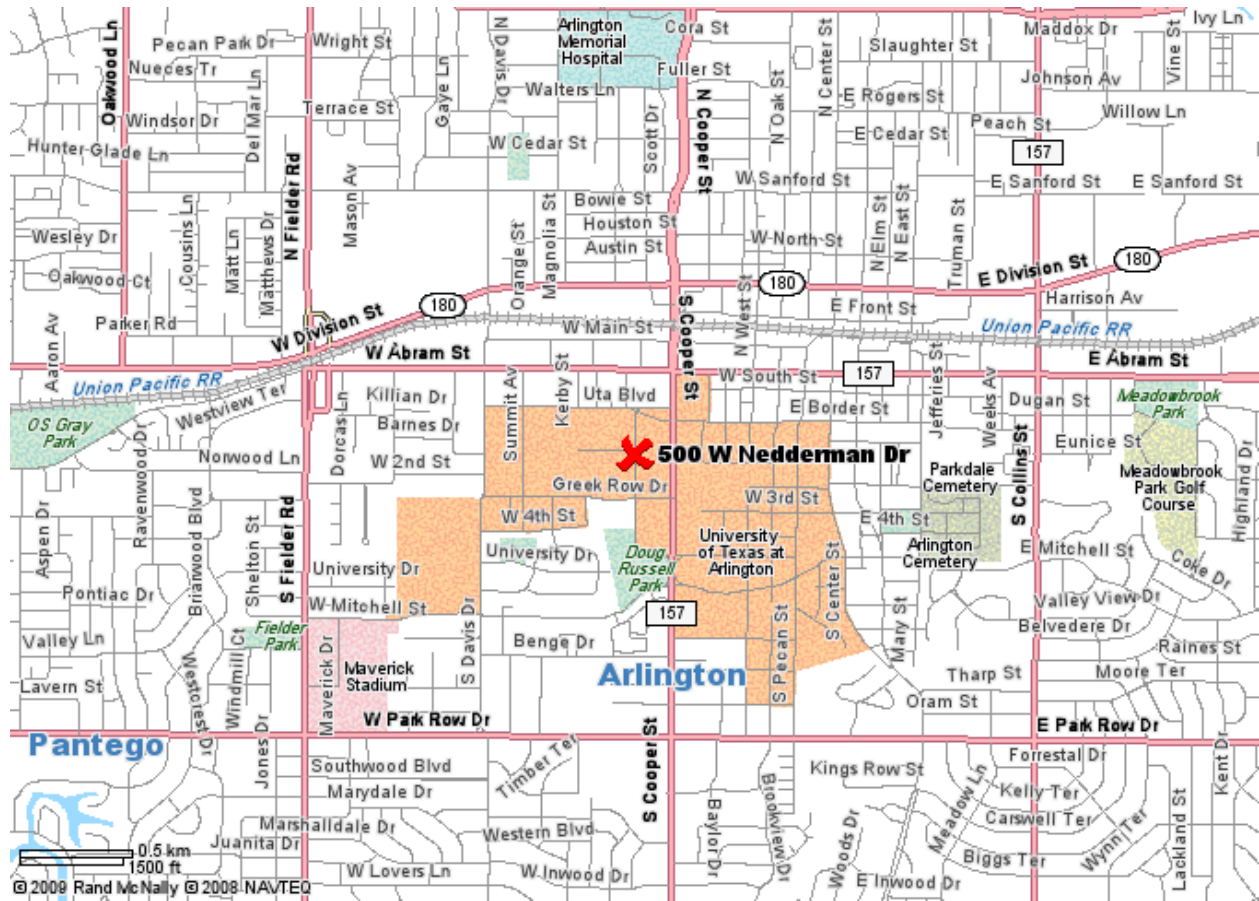 Oakwood Ln
Pecan Park Dr
Wright St
Nueces Tr
Gaye Ln
N Davis Dr
Arlington
Memorial
Hospital
Cora St
Fuller St
Walters Ln
N Center St
Slaughter St
Maddox Dr
Ivy Ln
Vine St
Johnson Av
Windsor Dr
Del Mar Ln
Terrace St
N Cooper St
N Oak St
E Rogers St
Peach St
Willow Ln
Hunter Glade Ln
W Cedar St
Scott Dr
E Cedar St
157
N Fielder Rd
Mason Av
W Sanford St
E Sanford St
E Sanford St
Wesley Dr
Cousins Ln
Matt Ln
Matthews Dr
Orange St
Magnolia St
Bowie St
Houston St
Austin St
W North St
N Elm St
N East St
Truman St
Oakwood Ct
180
180
E Division St
180
Harrison Av
Parker Rd
W Division St
W Main St
S Cooper St
N West St
E Front St
Union Pacific RR
Aaron Av
W Abram St
E Abram St
Union Pacific RR
Westview Ter
Killian Dr
Summit Av
Kerby St
Uta Blvd
W South St
157
Jefferies St
Weeks Av
Dugan St
Meadowbrook
Park
OS Gray
Park
Barnes Dr
E Border St
Ravenwood Dr
Norwood Ln
Dorcas Ln
W 2nd St
500 W Nedderman Dr
Parkdale
Cemetery
S Collins St
Eunice St
Meadowbrook
Park Golf
Course
Highland Dr
Greek Row Dr
W 3rd St
Aspen Dr
Briarwood Blvd
Shelton St
S Fielder Rd
W 4th St
E 4th St
University
of Texas at
Arlington
Arlington
Cemetery
University Dr
University Dr
Doug
Russell
Park
E Mitchell St
Coke Dr
Pontiac Dr
W Mitchell St
157
S Center St
Valley View Dr
Valley Ln
Windmill Ct
Fielder
Park
S Davis Dr
Benge Dr
Mary St
Belvedere Dr
Raines St
Lavern St
Westcrest Dr
Maverick Dr
Maverick
Stadium
Arlington
S Pecan St
Tharp St
Moore Ter
Oram St
W Park Row Dr
E Park Row Dr
Pantego
Jones Dr
Southwood Blvd
Timber Ter
S Cooper St
Kings Row St
Forrestal Dr
Kent Dr
Marydale Dr
Baylor Dr
Brookview Dr
Meadow Ln
Kelly Ter
Carswell Ter
Marshalldale Dr
Western Blvd
Woods Dr
Wynn Ter
Lackland St
Juanita Dr
0.5 km
1500 ft
W Lovers Ln
W Inwood Dr
E Inwood Dr
Biggs Ter
© 2009 Rand McNally © 2008 NAVTEQ